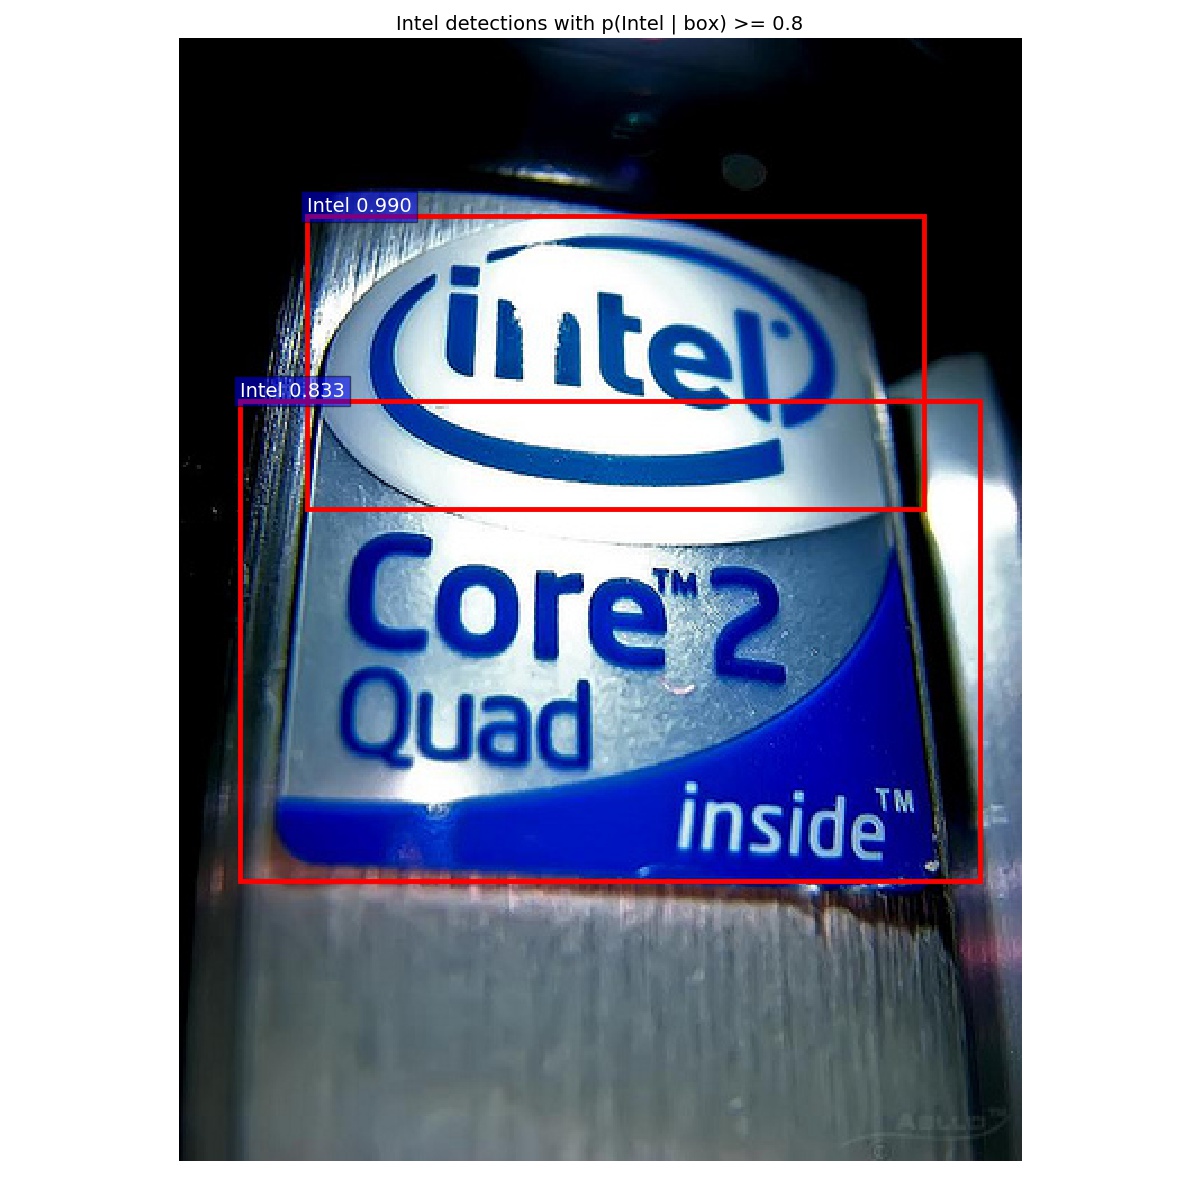 Intel detections with p(Intel | box) >= 0.8
Intel 0.990
intel®
Intel 0.833
Core™ 2
Quad
inside™